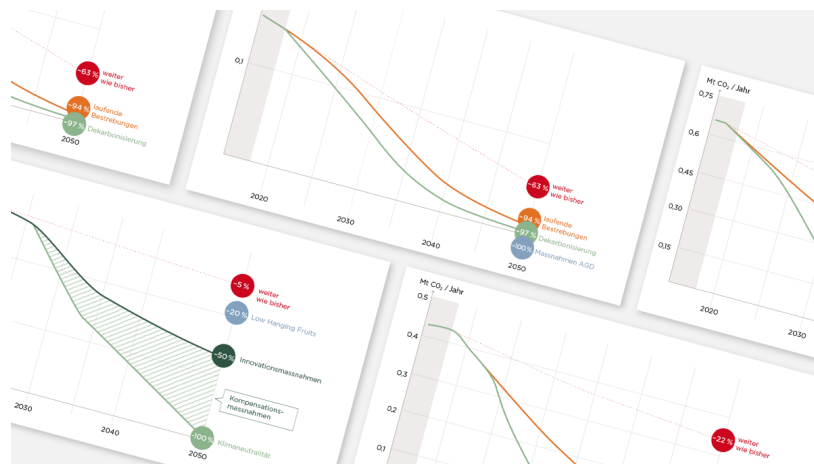 -63 %
weiter
wie bisher
-94 %
laufende
Bestrebungen
-97 %
Dekarbonisierung
2050
0,1
-63 %
weiter
wie bisher
-94 %
laufende
Bestrebungen
-97 %
Dekarbonisierung
-100%
Massnahmen AGD
2020
2030
2040
2050
Mt CO₂ / Jahr
0,75
0,6
0,45
0,30
0,15
2020
2030
-5 %
weiter
wie bisher
-20 %
Low Hanging Fruits
-50 %
Innovationsmassnahmen
Kompensations-
massnahmen
-100 %
Klimaneutralität
2030
2040
2050
Mt CO₂ / Jahr
0,5
0,4
0,3
0,2
0,1
-22 %
weiter
wie bisher